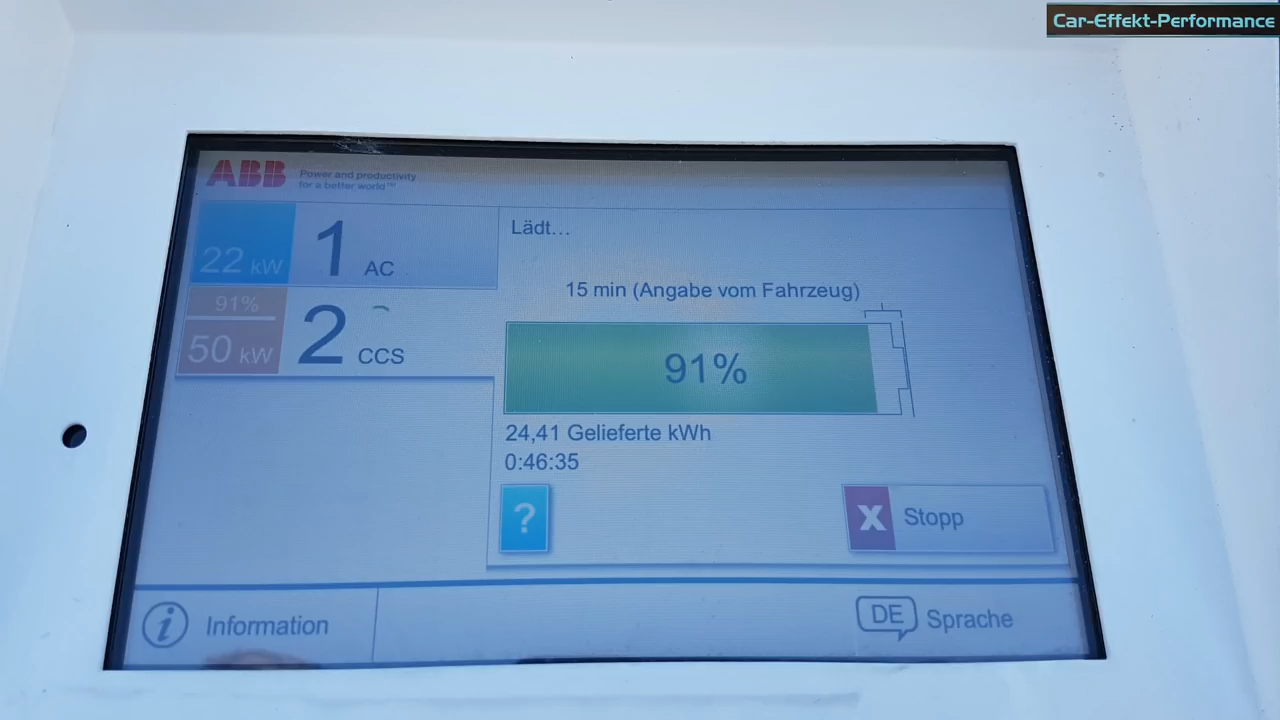 Car-Effekt-Performance
ABB
Power and productivity
for a better world™
22 kW
1 AC
91%
50 kW
2 CCS
Lädt...
15 min (Angabe vom Fahrzeug)
91%
24,41 Gelieferte kWh
0:46:35
?
X Stopp
i Information
DE Sprache